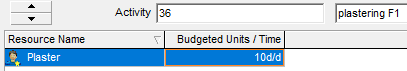 Activity 36 plastering F1
Resource Name Budgeted Units / Time
Plaster 10d/d